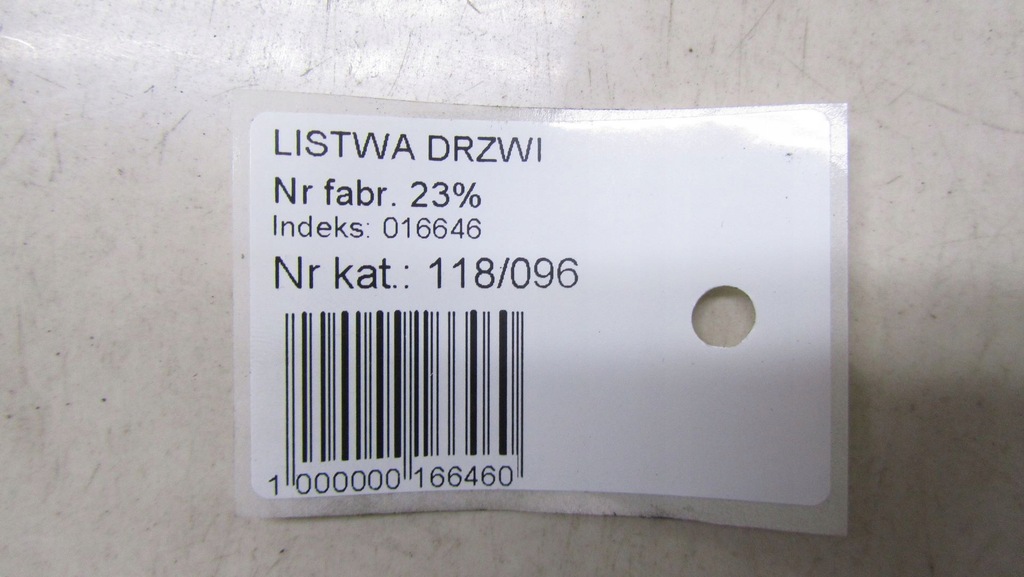 LISTWA DRZWI
Nr fabr. 23%
Indeks: 016646
Nr kat.: 118/096
1 000000 166460